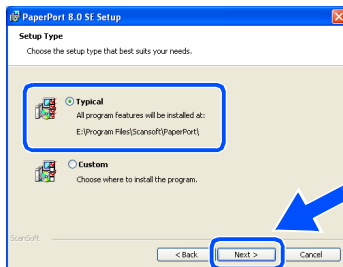 PaperPort 8.0 SE Setup
Setup Type
Choose the setup type that best suits your needs.
Typical
All program features will be installed at:
E:\Program Files\Scansoft\PaperPort\
Custom
Choose where to install the program.
ScanSoft
< Back
Next >
Cancel